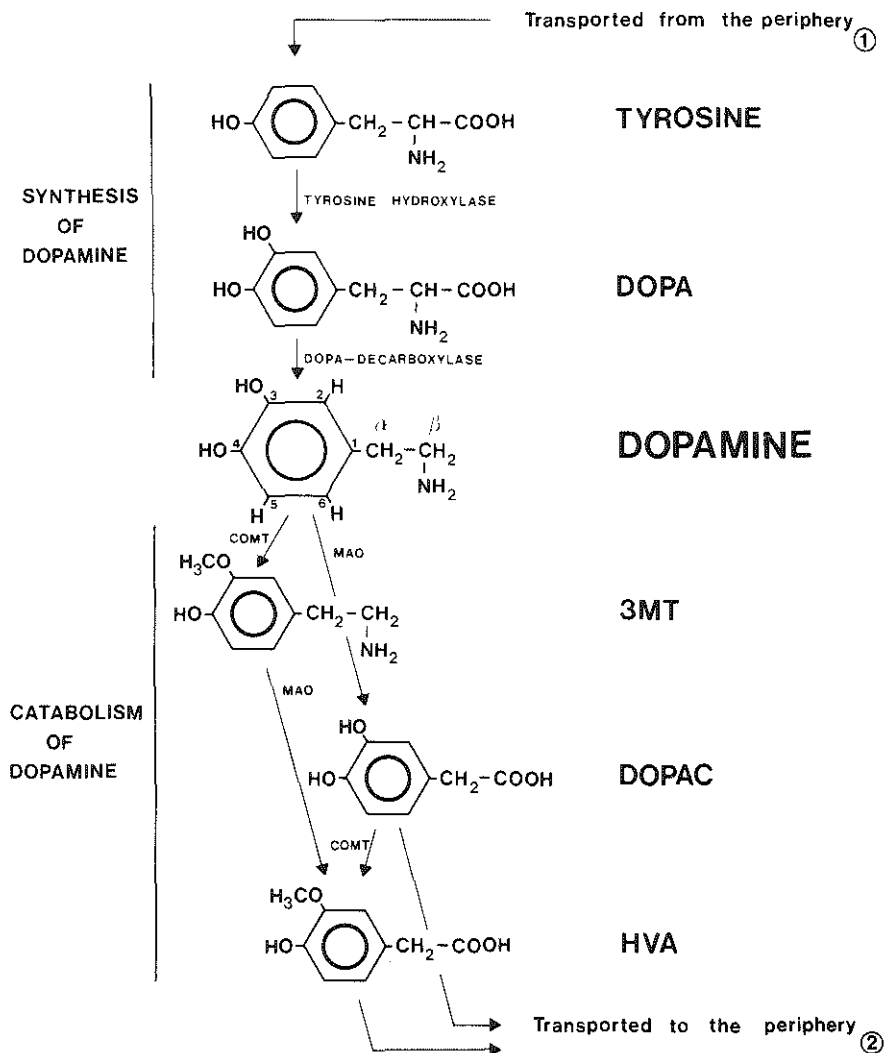 Transported from the periphery ①
HO CH₂ – CH – COOH TYROSINE
NH₂
TYROSINE HYDROXYLASE
SYNTHESIS
OF
DOPAMINE
HO
HO CH₂ – CH – COOH DOPA
NH₂
DOPA–DECARBOXYLASE
HO 3 2 H
HO 4 1 α CH₂ – β CH₂ DOPAMINE
NH₂
H 5 6 H
COMT MAO
H₃CO
HO CH₂ – CH₂ 3MT
NH₂
MAO
CATABOLISM
OF
DOPAMINE
HO
HO CH₂–COOH DOPAC
COMT
H₃CO
HO CH₂–COOH HVA
Transported to the periphery ②